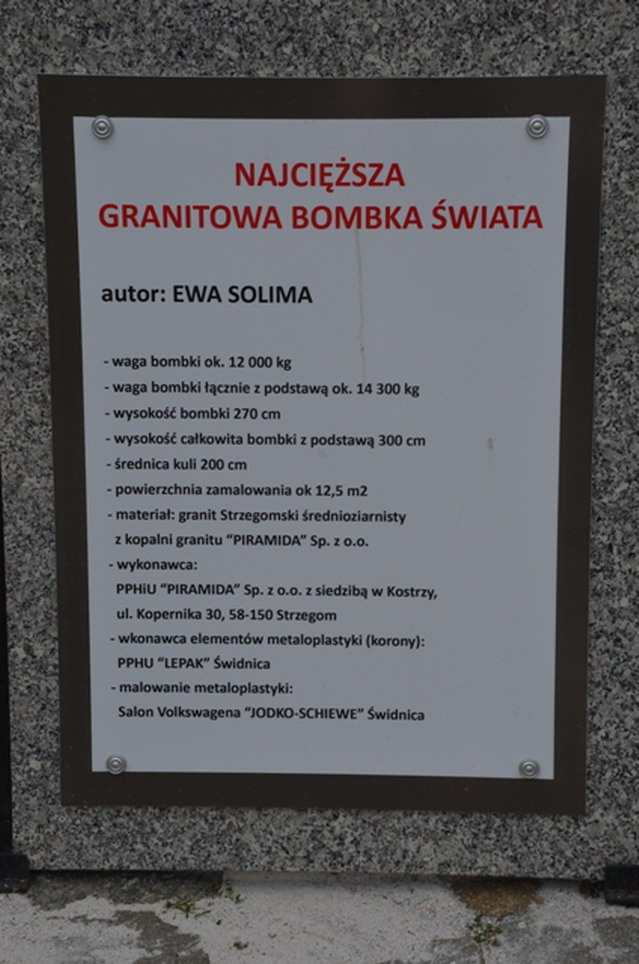 NAJCIĘŻSZA
GRANITOWA BOMBKA ŚWIATA
autor: EWA SOLIMA
- waga bombki ok. 12 000 kg
- waga bombki łącznie z podstawą ok. 14 300 kg
- wysokość bombki 270 cm
- wysokość całkowita bombki z podstawą 300 cm
- średnica kuli 200 cm
- powierzchnia zamalowania ok 12,5 m2
- materiał: granit Strzegomski średnioziarnisty
z kopalni granitu “PIRAMIDA” Sp. z o.o.
- wykonawca:
PPHiU “PIRAMIDA” Sp. z o.o. z siedzibą w Kostrzy,
ul. Kopernika 30, 58-150 Strzegom
- wkonawca elementów metaloplastyki (korony):
PPHU “LEPAK” Świdnica
- malowanie metaloplastyki:
Salon Volkswagena “JODKO-SCHIEWE” Świdnica